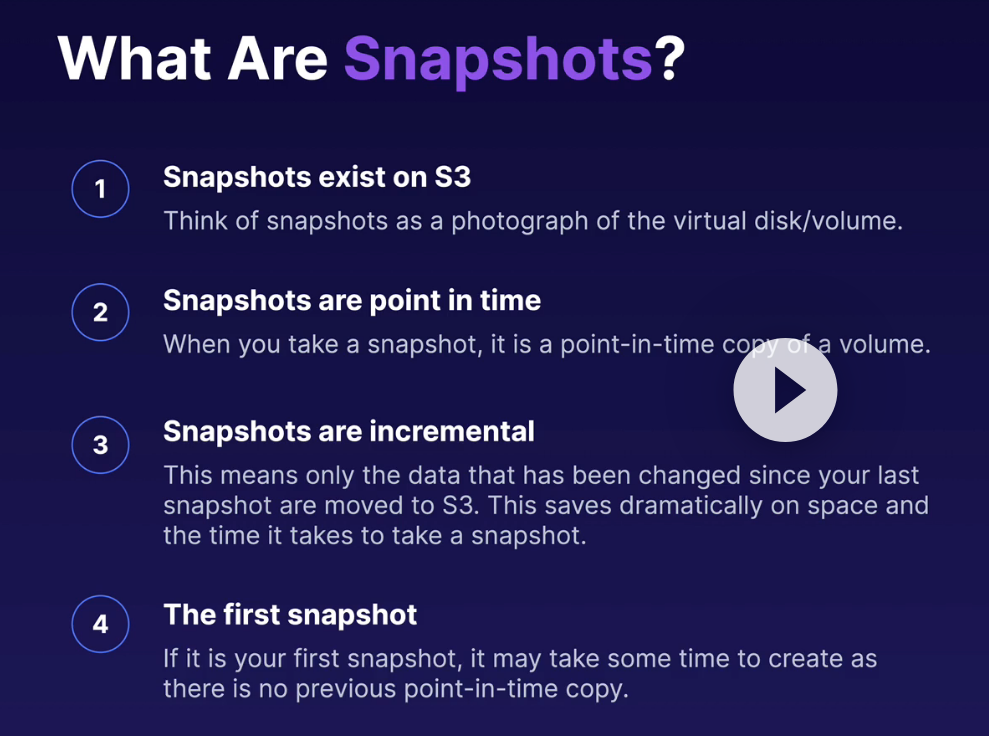 What Are Snapshots?
1
Snapshots exist on S3
Think of snapshots as a photograph of the virtual disk/volume.
2
Snapshots are point in time
When you take a snapshot, it is a point-in-time copy of a volume.
3
Snapshots are incremental
This means only the data that has been changed since your last
snapshot are moved to S3. This saves dramatically on space and
the time it takes to take a snapshot.
4
The first snapshot
If it is your first snapshot, it may take some time to create as
there is no previous point-in-time copy.